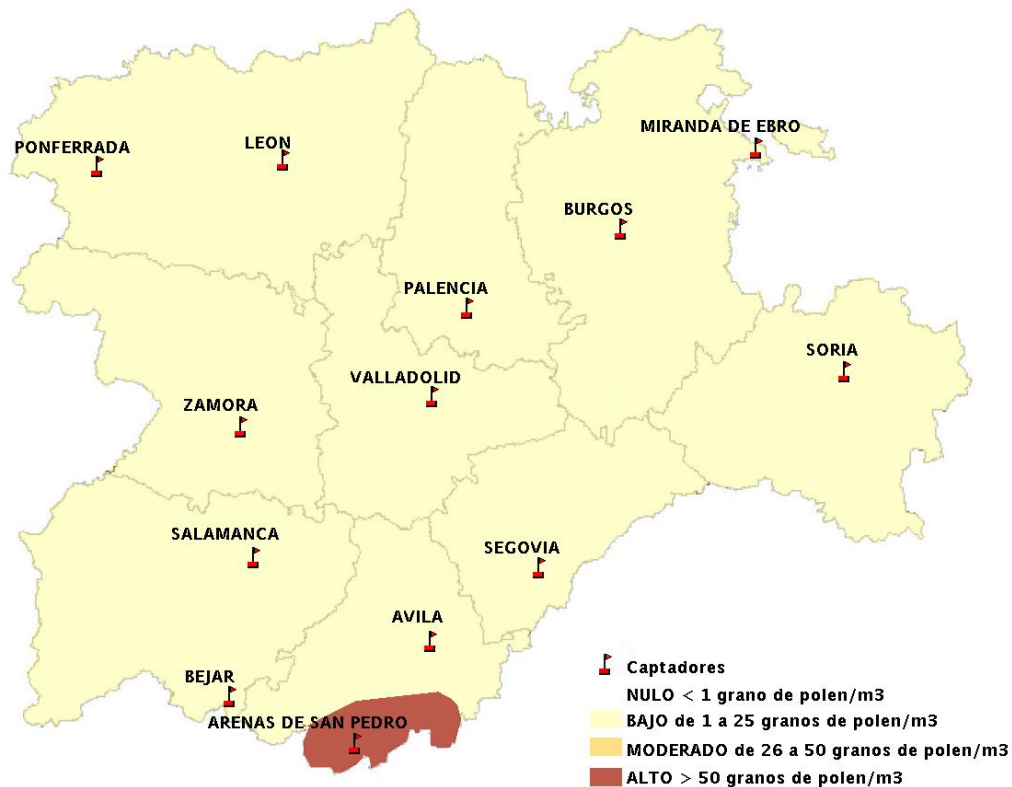 MIRANDA DE EBRO
PONFERRADA
LEON
BURGOS
PALENCIA
SORIA
VALLADOLID
ZAMORA
SALAMANCA
SEGOVIA
AVILA
BEJAR
ARENAS DE SAN PEDRO
Captadores
NULO < 1 grano de polen/m3
BAJO de 1 a 25 granos de polen/m3
MODERADO de 26 a 50 granos de polen/m3
ALTO > 50 granos de polen/m3